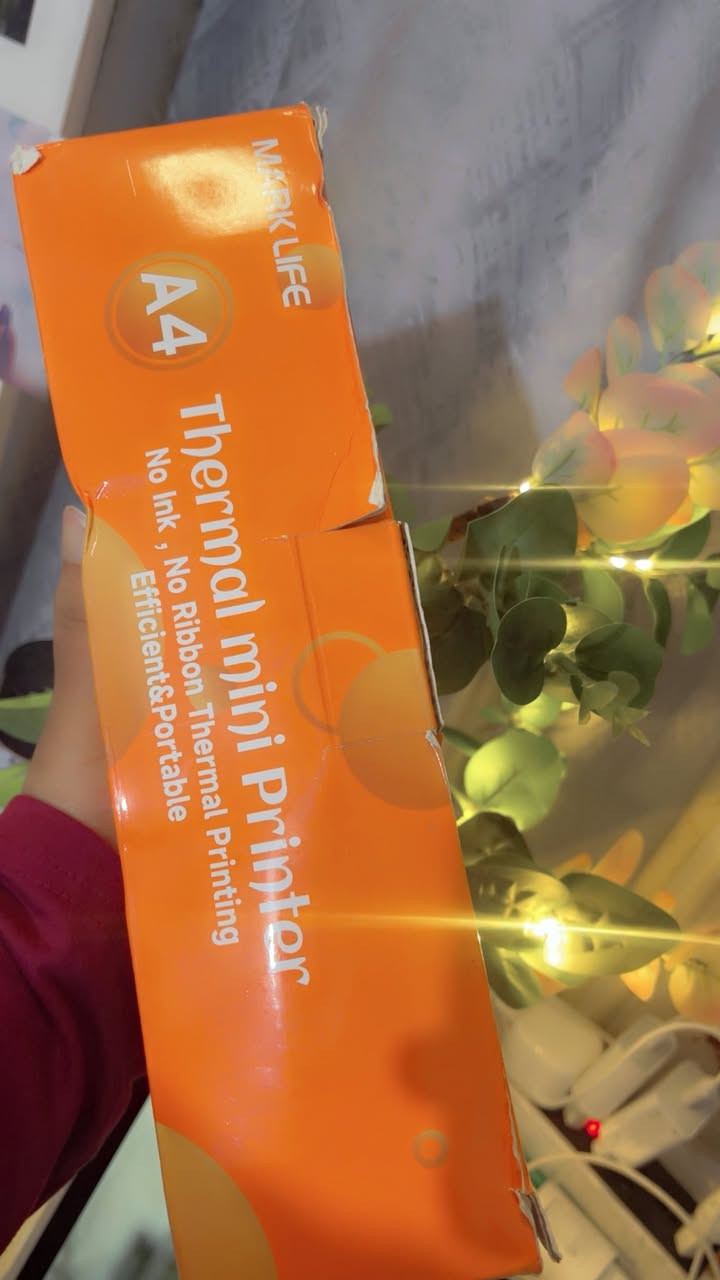 MARK LIFE
A4
Thermal mini Printer
No Ink , No Ribbon Thermal Printing
Efficient&Portable